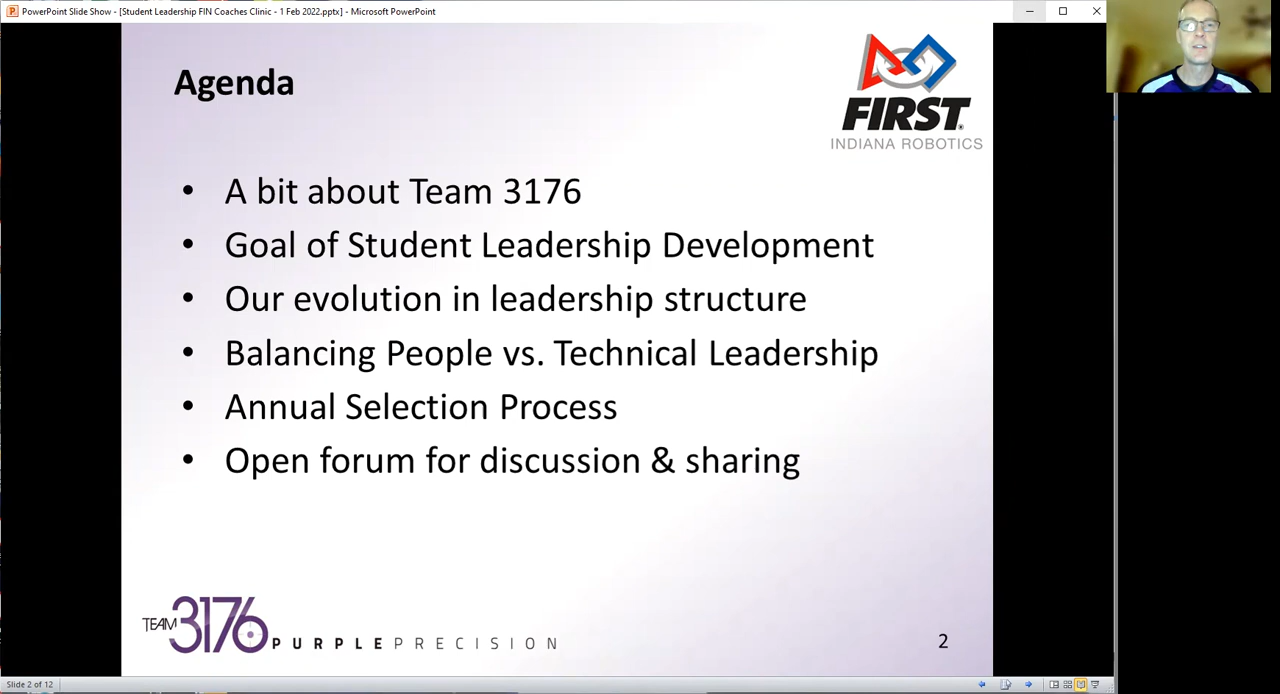 PowerPoint Slide Show - [Student Leadership FIN Coaches Clinic - 1 Feb 2022.pptx] - Microsoft PowerPoint
Agenda
FIRST®
INDIANA ROBOTICS
• A bit about Team 3176
• Goal of Student Leadership Development
• Our evolution in leadership structure
• Balancing People vs. Technical Leadership
• Annual Selection Process
• Open forum for discussion & sharing
TEAM 3176 PURPLEPRECISION
2
Slide 2 of 12